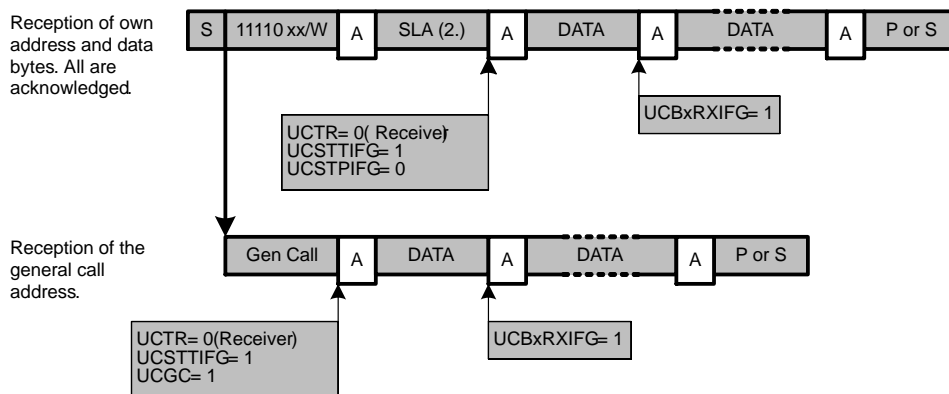 Reception of own
address and data
bytes. All are
acknowledged.
S 11110 xx/W A SLA (2.) A DATA A DATA A P or S
UCBxRXIFG= 1
UCTR= 0( Receiver)
UCSTTIFG= 1
UCSTPIFG= 0
Reception of the
general call
address.
Gen Call A DATA A DATA A P or S
UCTR= 0(Receiver)
UCSTTIFG= 1
UCGC= 1
UCBxRXIFG= 1